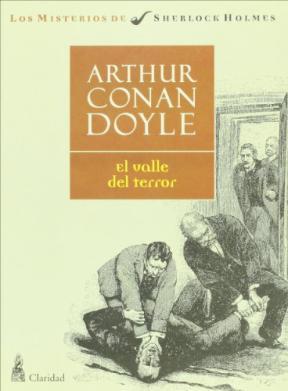 LOS MISTERIOS DE SHERLOCK HOLMES
ARTHUR
CONAN
DOYLE
El valle
del terror
Claridad